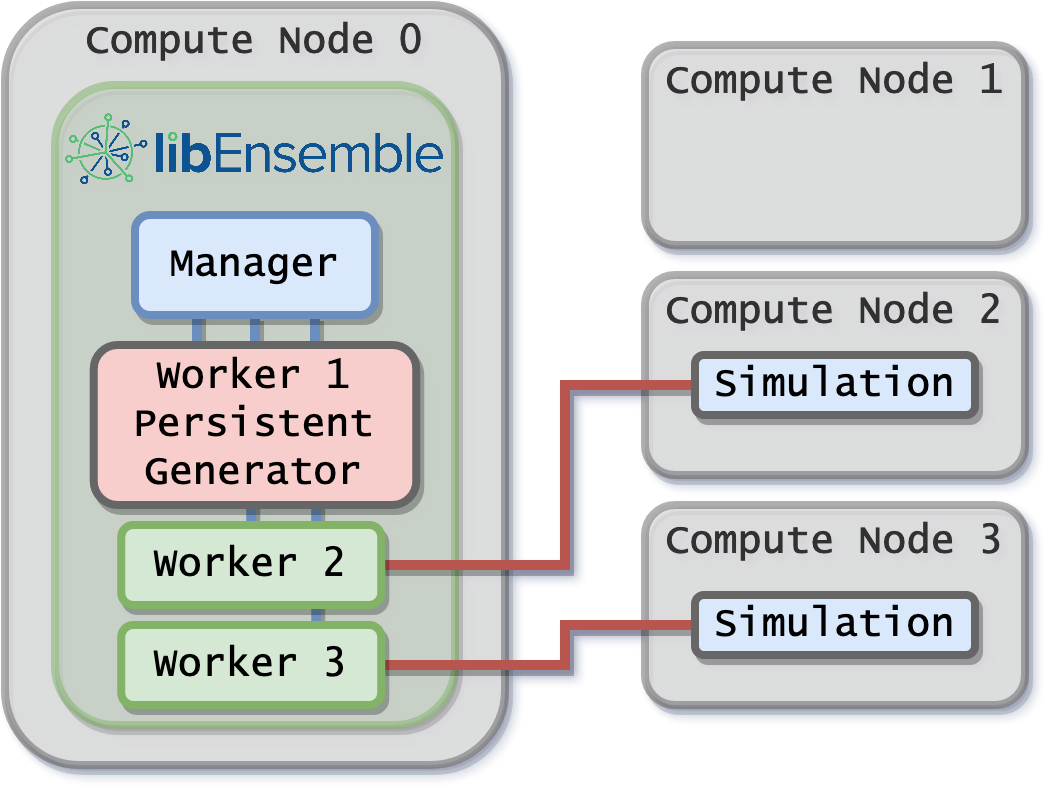 Compute Node 0
libEnsemble
Manager
Worker 1
Persistent
Generator
Worker 2
Worker 3
Compute Node 1
Compute Node 2
Simulation
Compute Node 3
Simulation